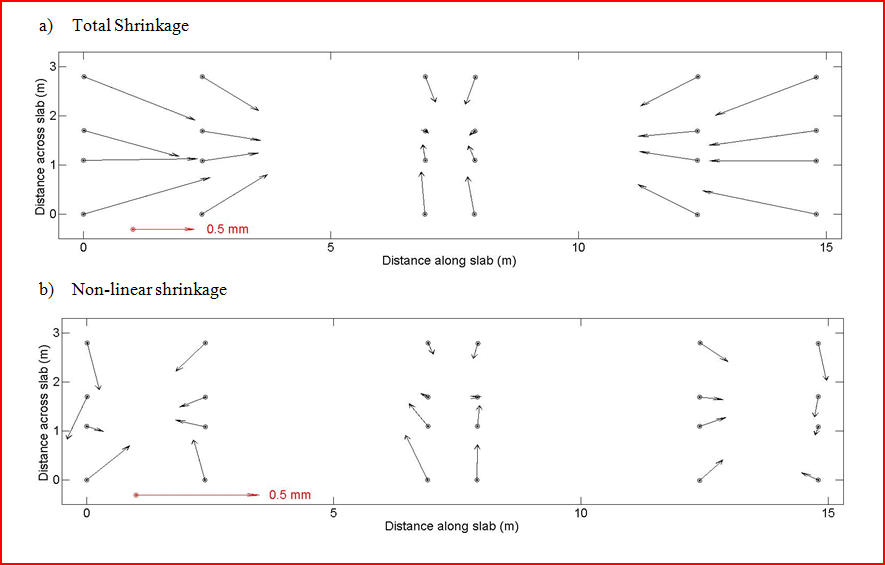 a) Total Shrinkage
3
2
1
0
Distance across slab (m)
0.5 mm
0 5 10 15
Distance along slab (m)
b) Non-linear shrinkage
3
2
1
0
Distance across slab (m)
0.5 mm
0 5 10 15
Distance along slab (m)